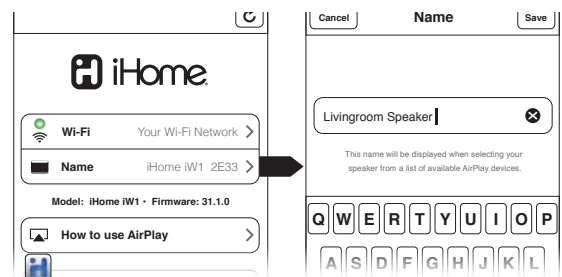 iHome
Wi-Fi Your Wi-Fi Network
Name iHome iW1 2E33
Model: iHome iW1 · Firmware: 31.1.0
How to use AirPlay
Cancel Name Save
Livingroom Speaker
This name will be displayed when selecting your
speaker from a list of available AirPlay devices.
Q W E R T Y U I O P
A S D F G H J K L